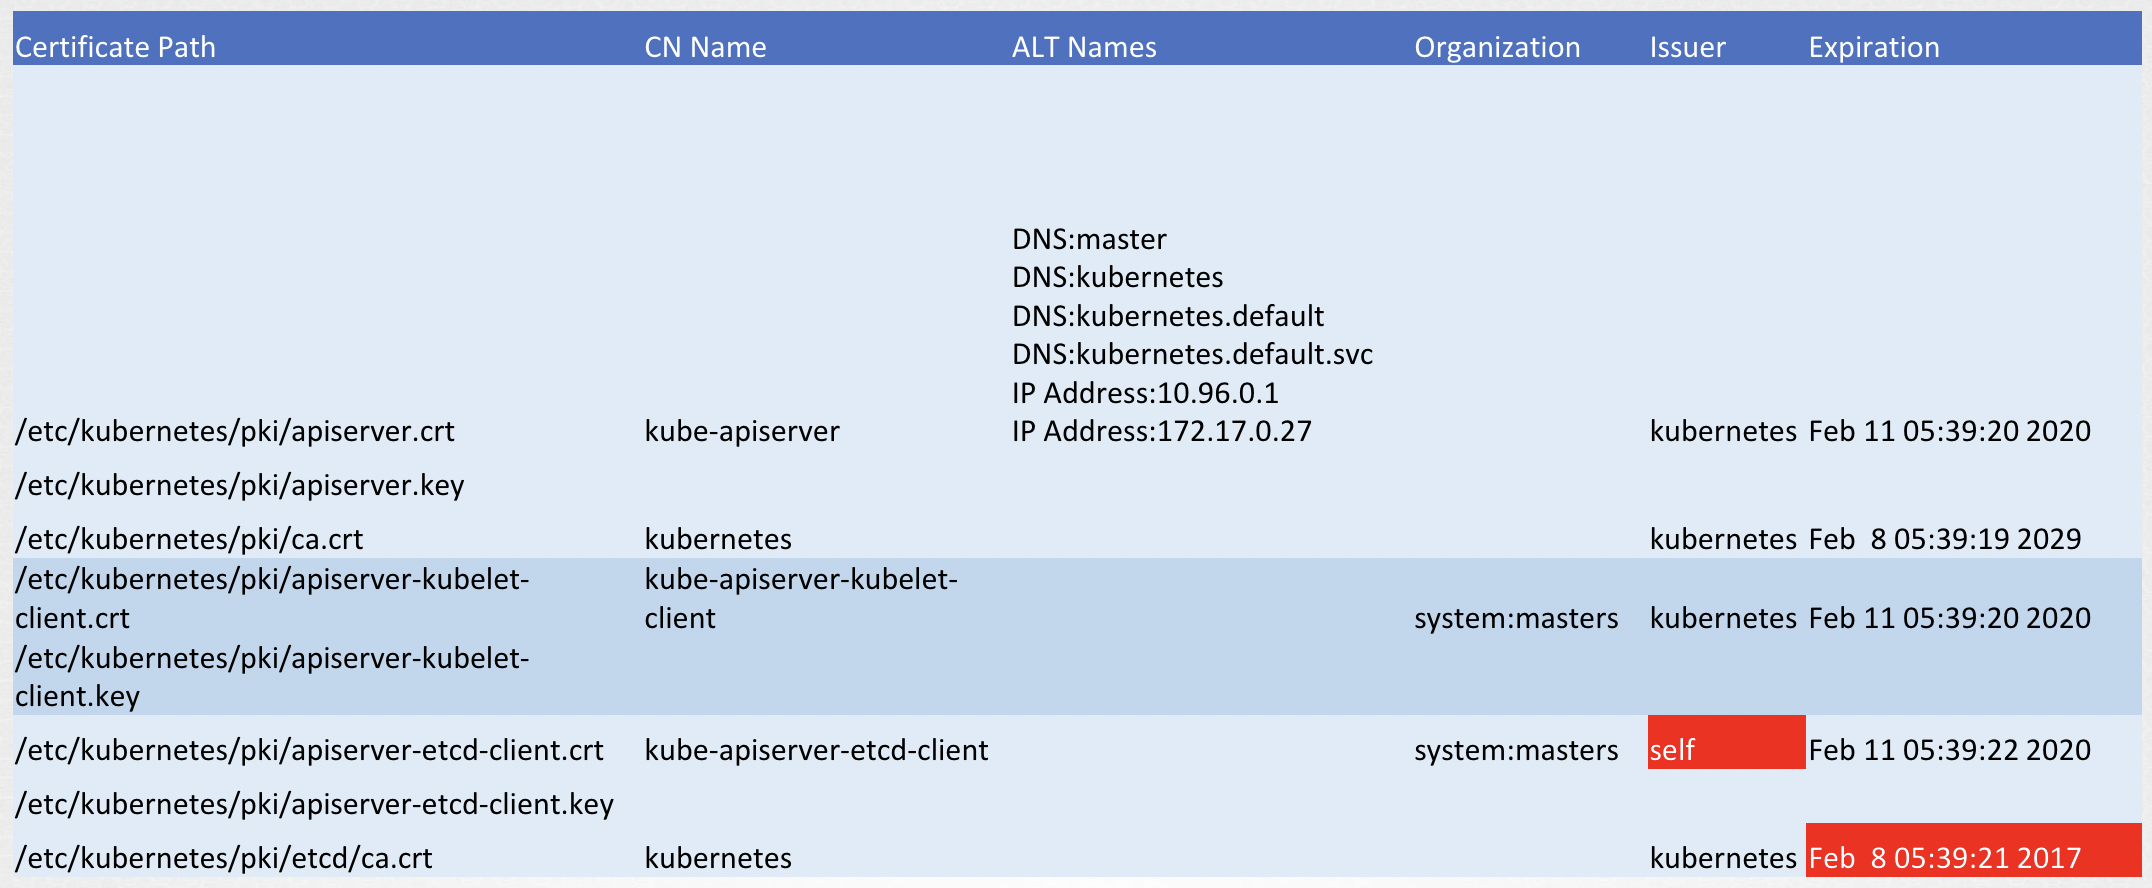 Certificate Path CN Name ALT Names Organization Issuer Expiration
DNS:master
DNS:kubernetes
DNS:kubernetes.default
DNS:kubernetes.default.svc
IP Address:10.96.0.1
/etc/kubernetes/pki/apiserver.crt kube-apiserver IP Address:172.17.0.27 kubernetes Feb 11 05:39:20 2020
/etc/kubernetes/pki/apiserver.key
/etc/kubernetes/pki/ca.crt kubernetes kubernetes Feb  8 05:39:19 2029
/etc/kubernetes/pki/apiserver-kubelet- kube-apiserver-kubelet-
client.crt client system:masters kubernetes Feb 11 05:39:20 2020
/etc/kubernetes/pki/apiserver-kubelet-
client.key
/etc/kubernetes/pki/apiserver-etcd-client.crt kube-apiserver-etcd-client system:masters self Feb 11 05:39:22 2020
/etc/kubernetes/pki/apiserver-etcd-client.key
/etc/kubernetes/pki/etcd/ca.crt kubernetes kubernetes Feb  8 05:39:21 2017